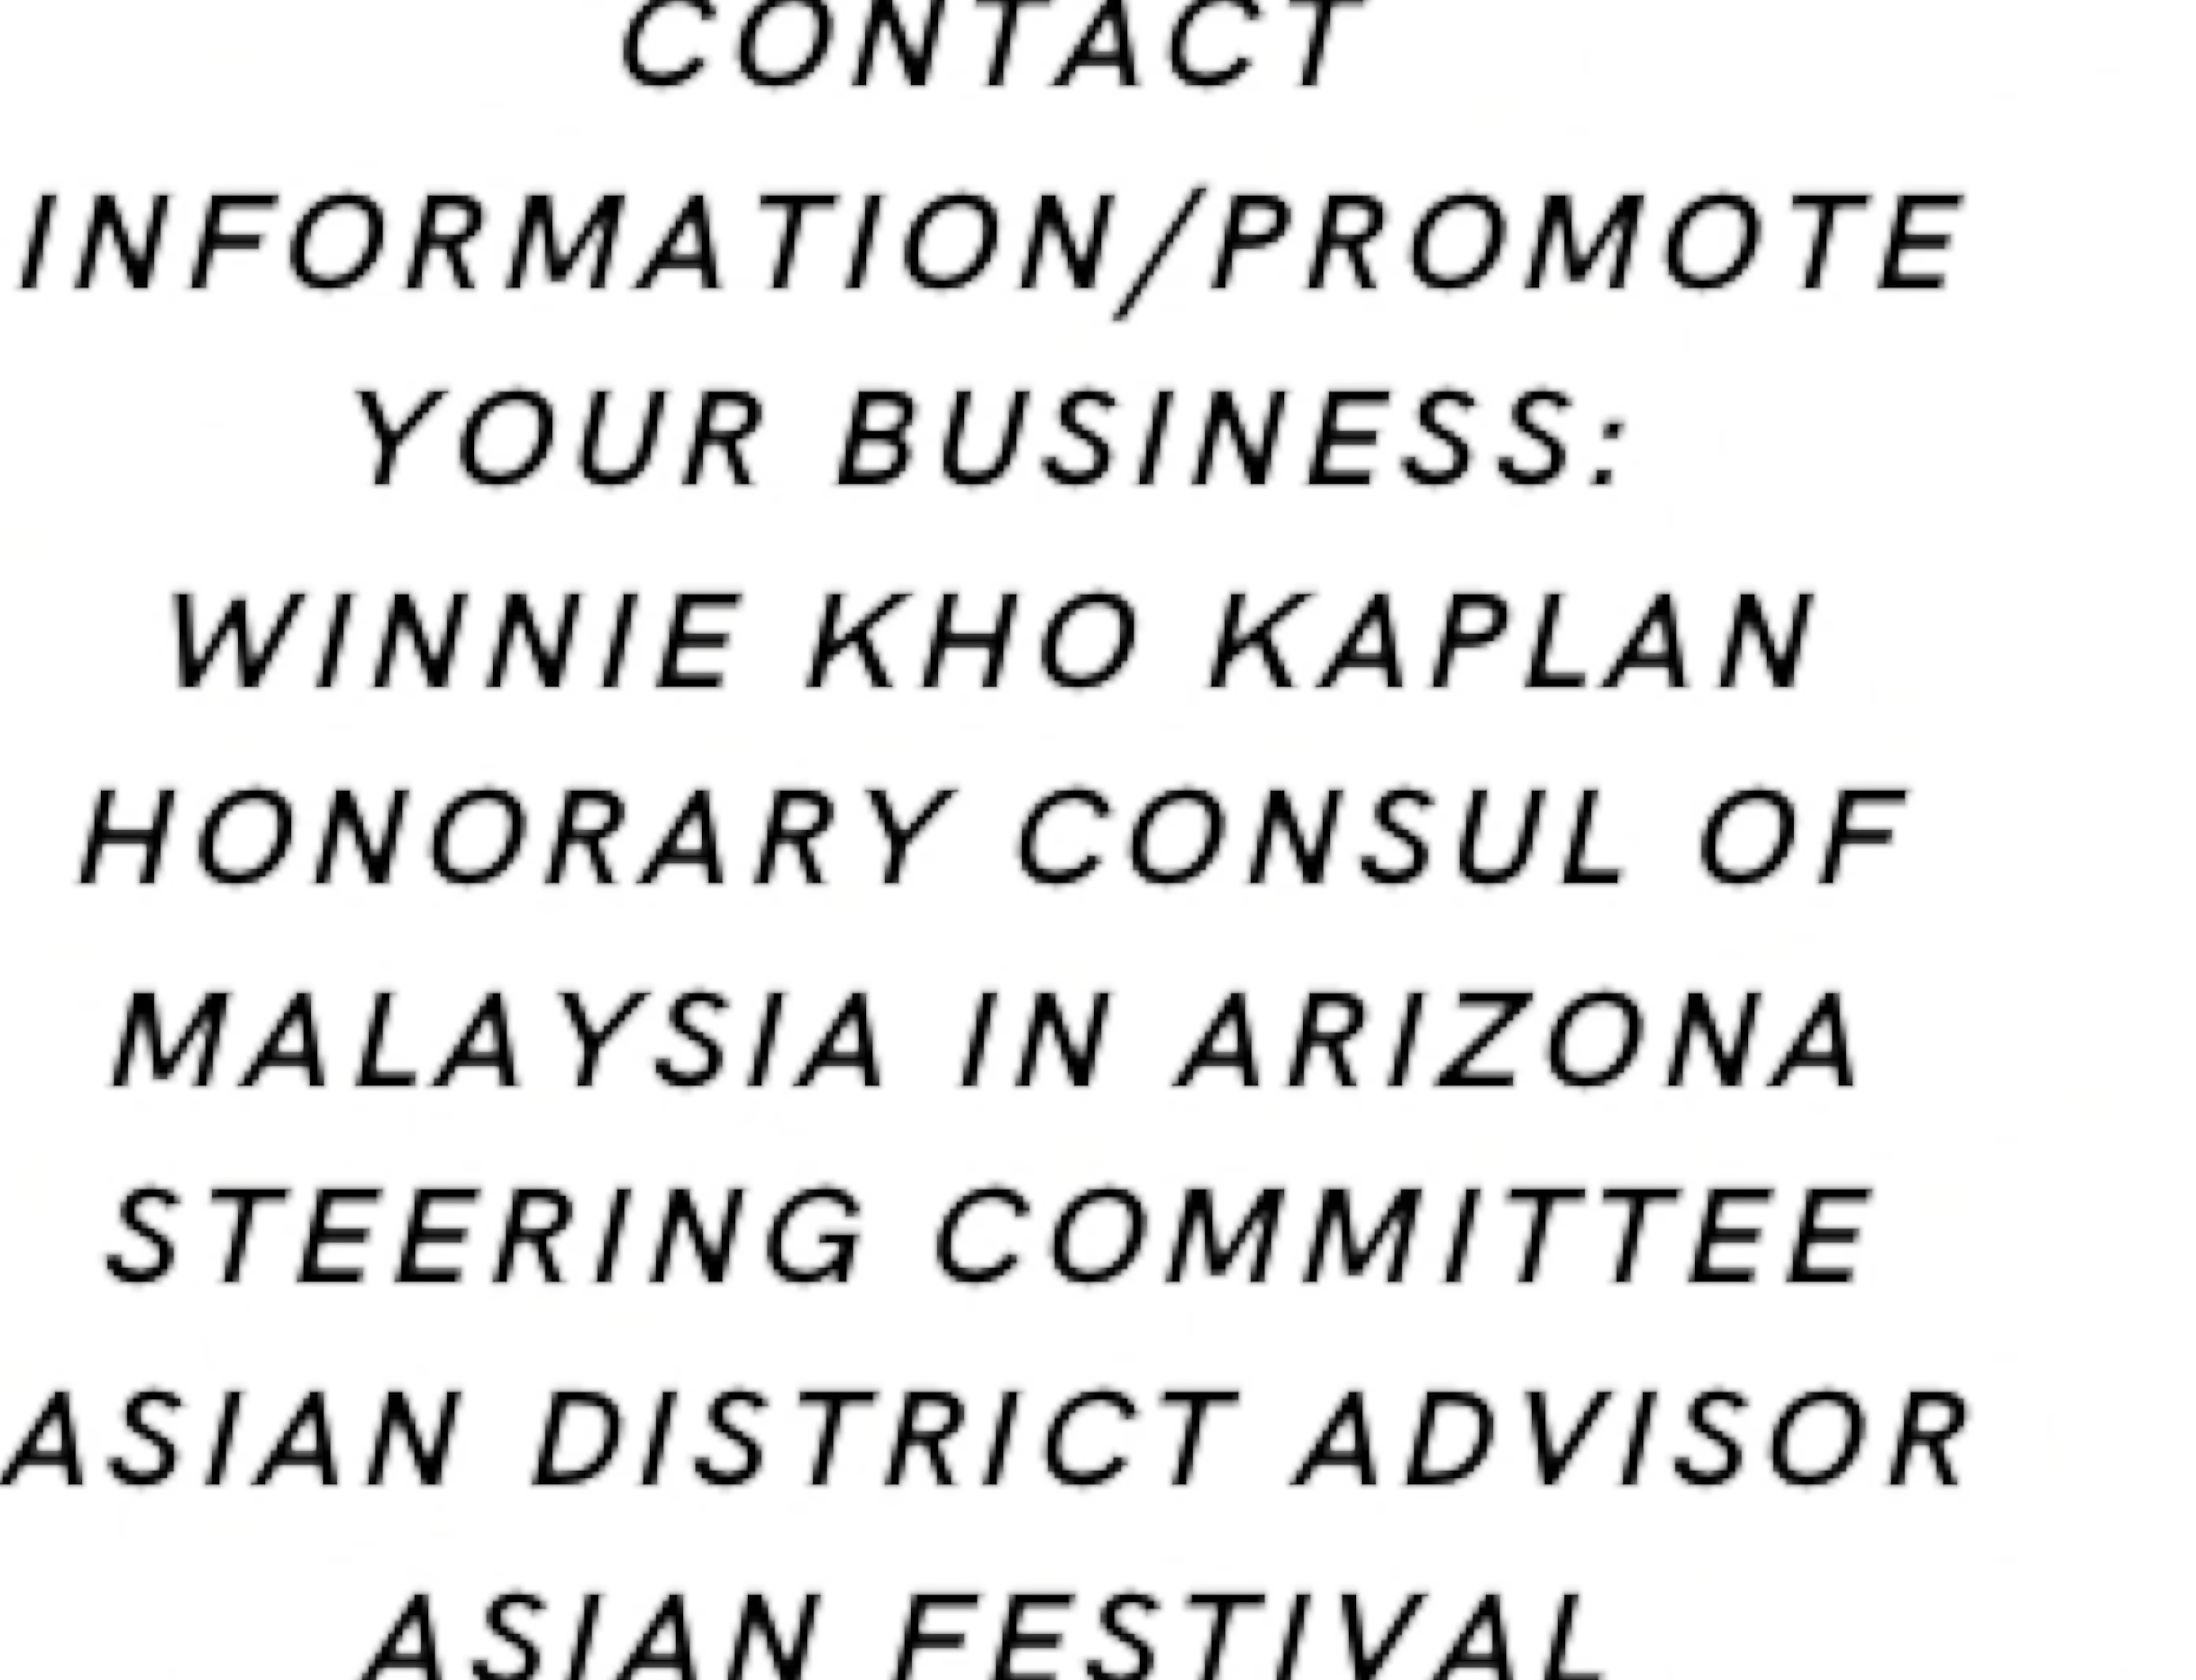 CONTACT
INFORMATION/PROMOTE
YOUR BUSINESS:
WINNIE KHO KAPLAN
HONORARY CONSUL OF
MALAYSIA IN ARIZONA
STEERING COMMITTEE
ASIAN DISTRICT ADVISOR
ASIAN FESTIVAL